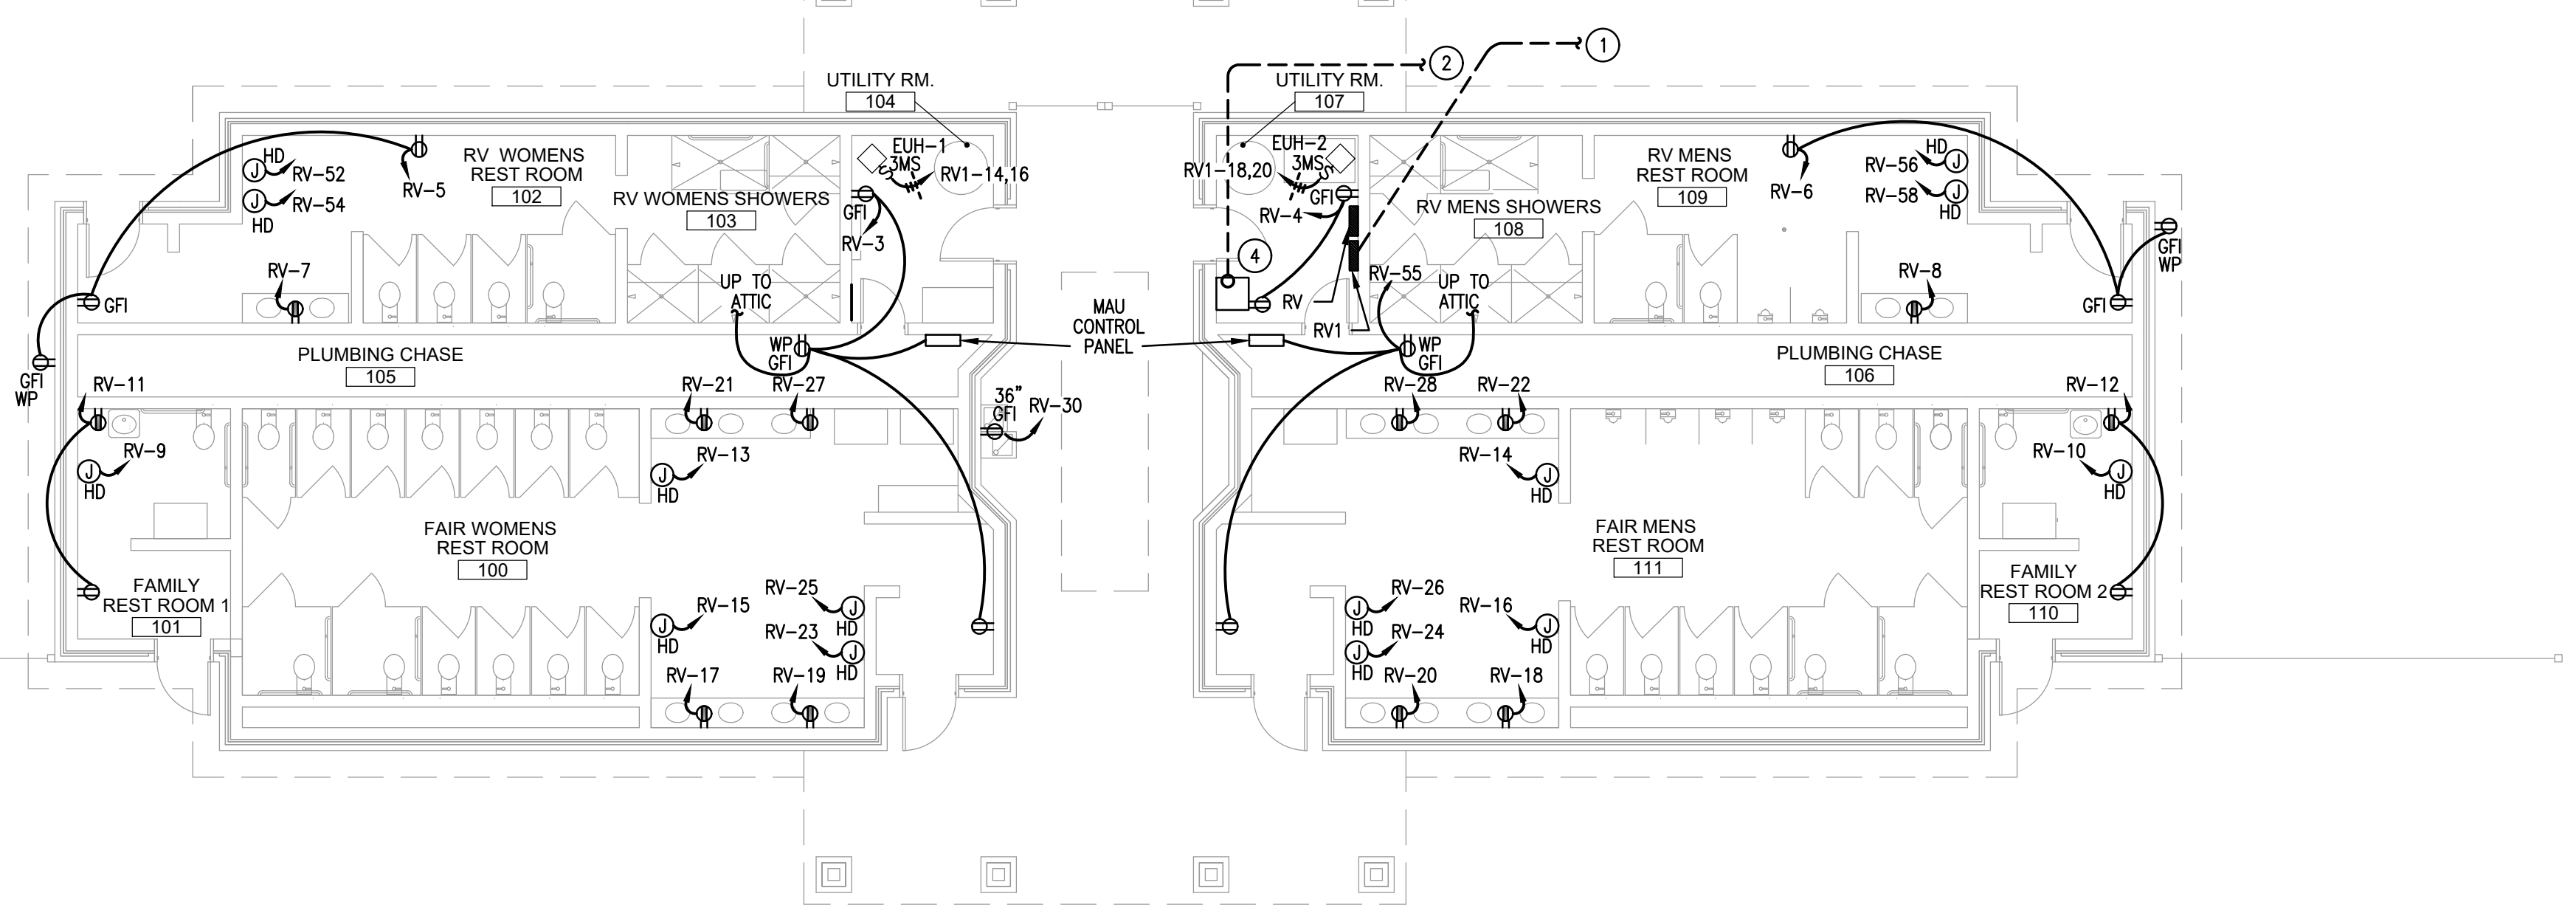 1
2
UTILITY RM.
104
UTILITY RM.
107
EUH-1
3MS
S
RV1-14,16
EUH-2
3MS
S
RV1-18,20
HD
J
RV-52
J
RV-54
HD
RV-5
RV WOMENS
REST ROOM
102
RV WOMENS SHOWERS
103
GFI
RV-3
GFI
RV-4
RV MENS SHOWERS
108
RV MENS
REST ROOM
109
RV-6
HD
RV-56
J
RV-58
J
HD
GFI
WP
GFI
RV-7
UP TO
ATTIC
4
RV
RV1
RV-55
UP TO
ATTIC
RV-8
GFI
MAU
CONTROL
PANEL
WP
GFI
WP
GFI
GFI
WP
PLUMBING CHASE
105
PLUMBING CHASE
106
RV-11
RV-21
RV-27
36"
GFI
RV-30
RV-28
RV-22
RV-12
RV-9
J
HD
RV-13
J
HD
RV-14
J
HD
RV-10
J
HD
FAIR WOMENS
REST ROOM
100
FAIR MENS
REST ROOM
111
FAMILY
REST ROOM 1
101
FAMILY
REST ROOM 2
110
RV-15
J
HD
RV-25
J
HD
RV-23
J
HD
RV-26
J
HD
RV-24
J
HD
RV-16
J
HD
RV-17
RV-19
RV-20
RV-18